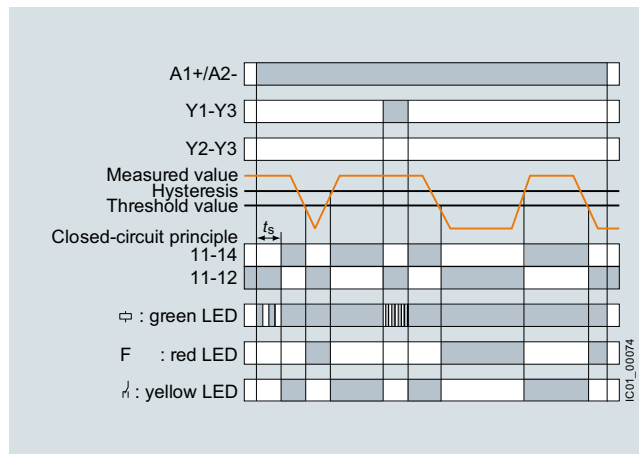 A1+/A2-
Y1-Y3
Y2-Y3
Measured value
Hysteresis
Threshold value
ts
Closed-circuit principle
11-14
11-12
: green LED
F : red LED
: yellow LED
IC01_00074